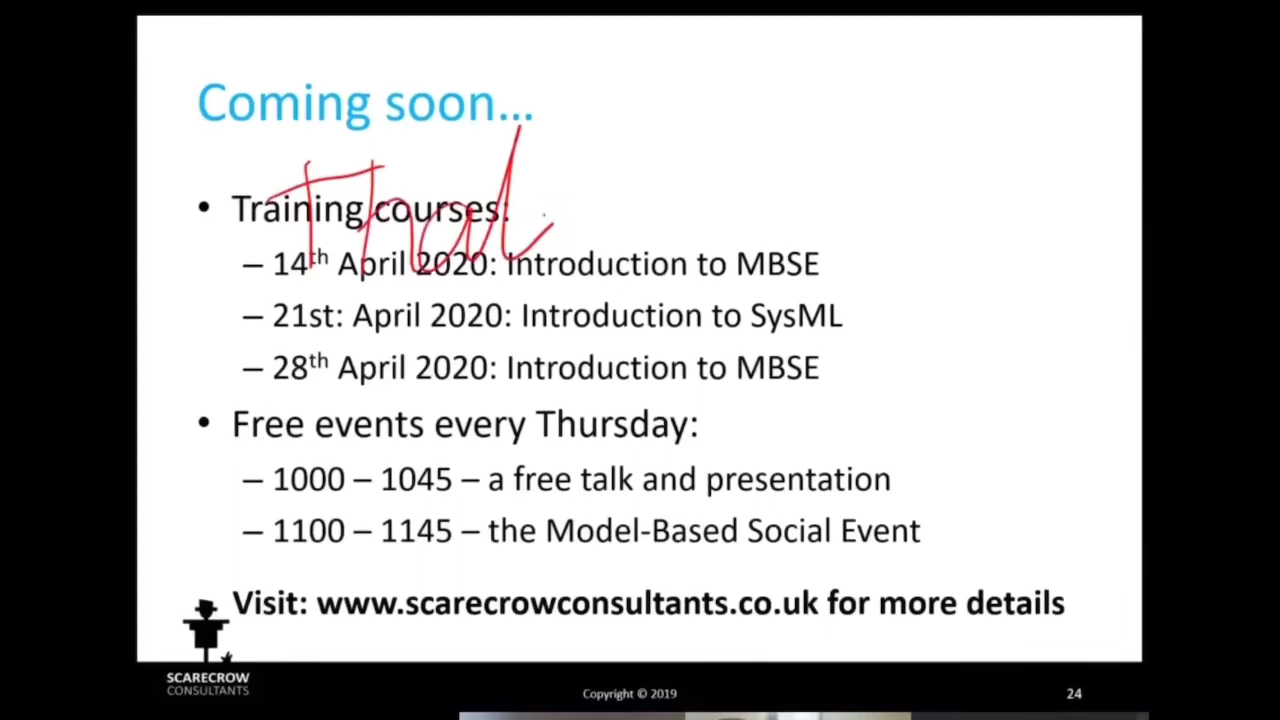 Coming soon...
• Training courses:
– 14th April 2020: Introduction to MBSE
– 21st: April 2020: Introduction to SysML
– 28th April 2020: Introduction to MBSE
• Free events every Thursday:
– 1000 – 1045 – a free talk and presentation
– 1100 – 1145 – the Model-Based Social Event
Visit: www.scarecrowconsultants.co.uk for more details
SCARECROW
CONSULTANTS
Copyright © 2019
24